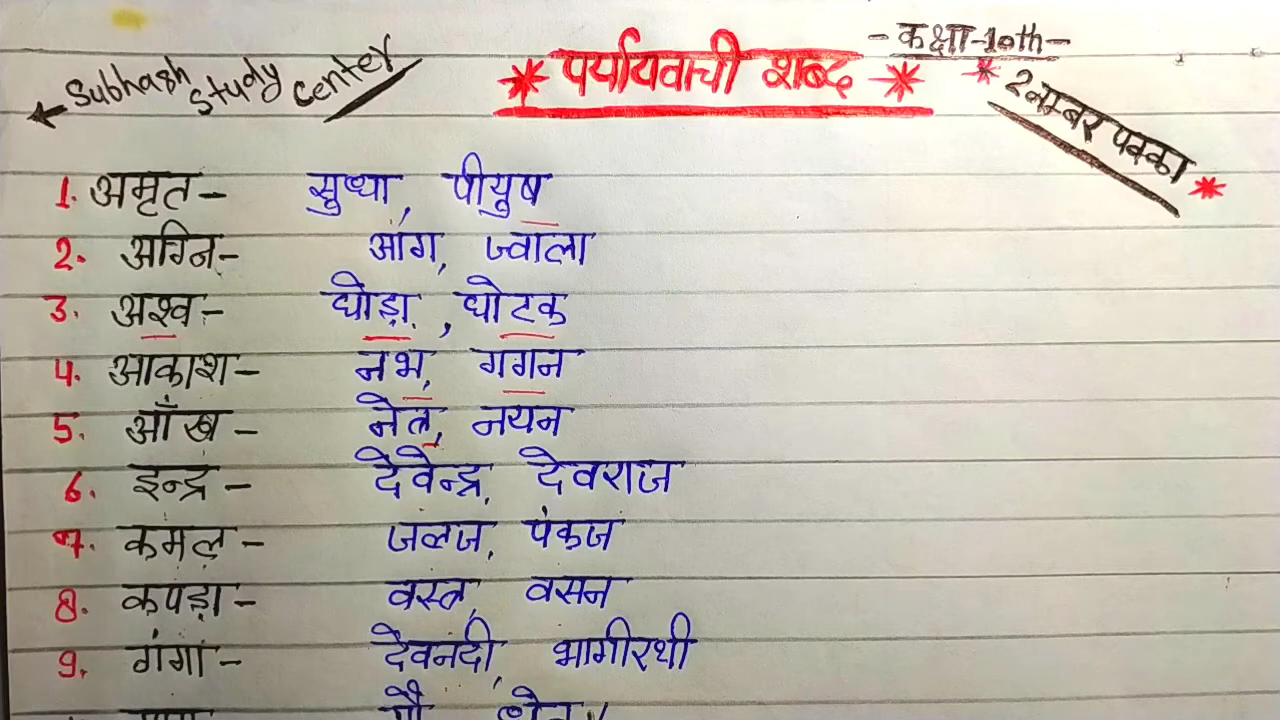 - कक्षा-10th -
Subhash Study Center
* पर्यायवाची शब्द *
* 2 नम्बर पक्का *
1. अमृत - सुधा, पीयुष
2. अग्नि - आग, ज्वाला
3. अश्व - घोड़ा, घोटक
4. आकाश - नभ, गगन
5. आँख - नेत्र, नयन
6. इन्द्र - देवेन्द्र, देवराज
7. कमल - जलज, पंकज
8. कपड़ा - वस्त्र, वसन
9. गंगा - देवनदी, भागीरथी